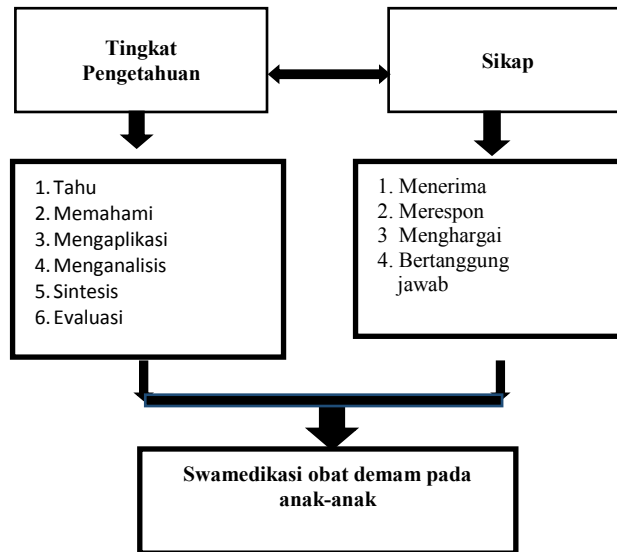 Tingkat
Pengetahuan
Sikap
1. Tahu
2. Memahami
3. Mengaplikasi
4. Menganalisis
5. Sintesis
6. Evaluasi
1. Menerima
2. Merespon
3 Menghargai
4. Bertanggung
jawab
Swamedikasi obat demam pada
anak-anak